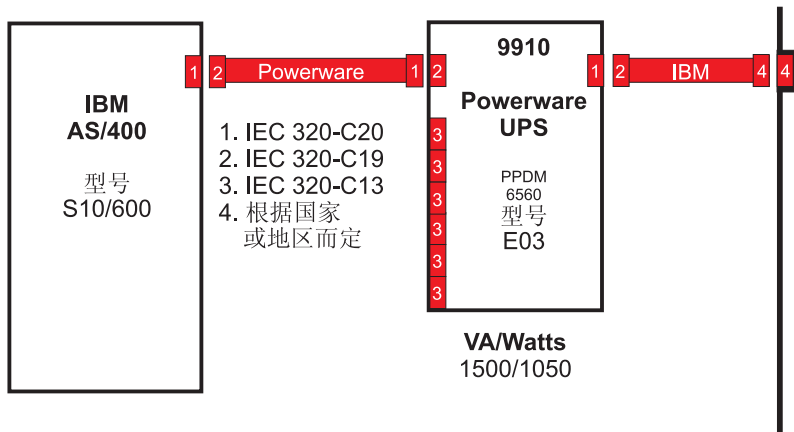 IBM
AS/400
型号
S10/600
1
2
Powerware
1
1. IEC 320-C20
2. IEC 320-C19
3. IEC 320-C13
4. 根据国家
或地区而定
2
3
3
3
3
3
3
9910
Powerware
UPS
PPDM
6560
型号
E03
1
VA/Watts
1500/1050
2
IBM
4
4